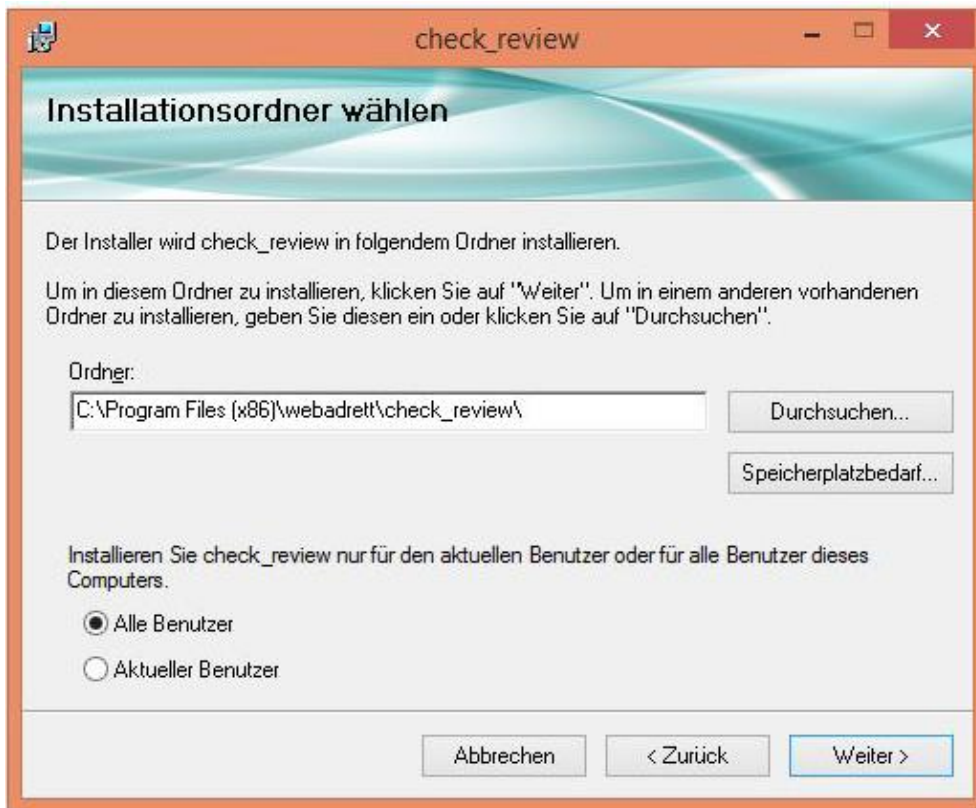 check_review
Installationsordner wählen
Der Installer wird check_review in folgendem Ordner installieren.
Um in diesem Ordner zu installieren, klicken Sie auf "Weiter". Um in einem anderen vorhandenen
Ordner zu installieren, geben Sie diesen ein oder klicken Sie auf "Durchsuchen".
Ordner:
C:\Program Files (x86)\webadrett\check_review\
Durchsuchen...
Speicherplatzbedarf...
Installieren Sie check_review nur für den aktuellen Benutzer oder für alle Benutzer dieses
Computers.
Alle Benutzer
Aktueller Benutzer
Abbrechen
< Zurück
Weiter >